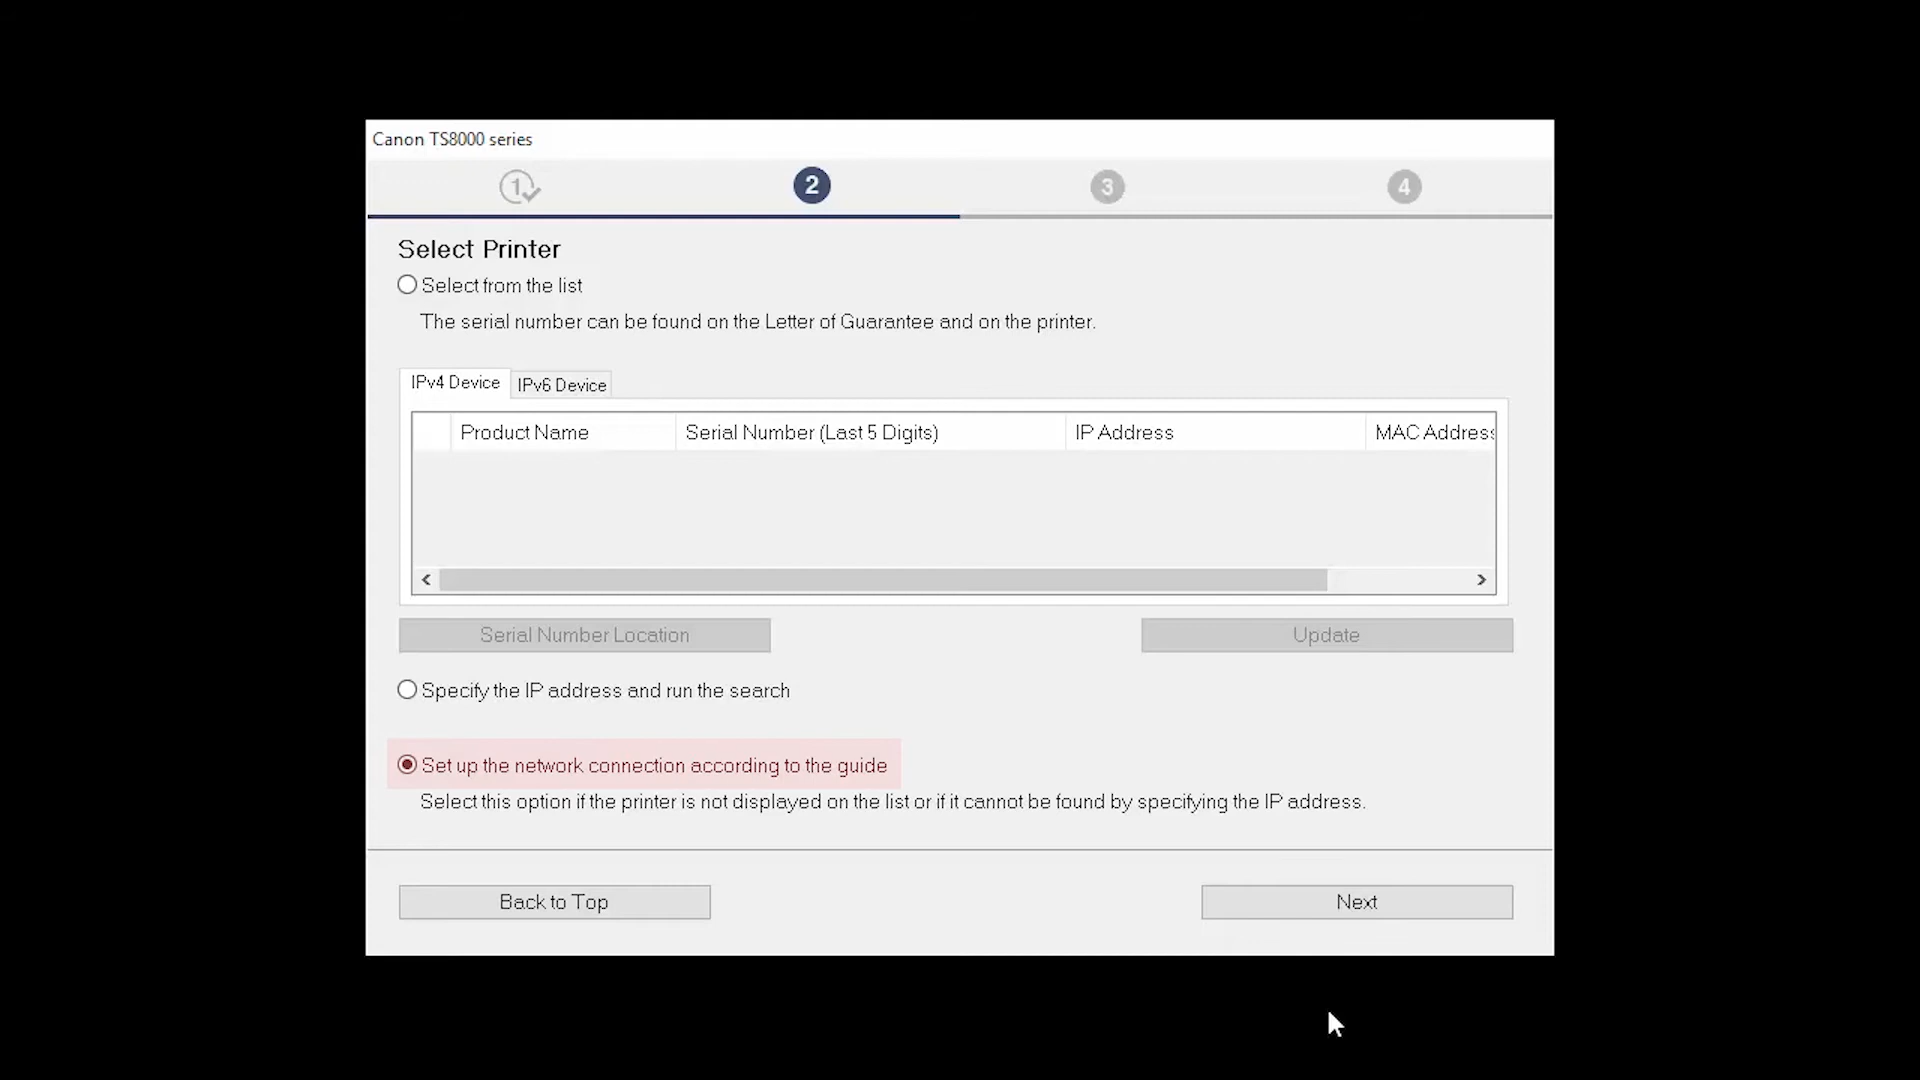 Canon TS8000 series
1 2 3 4
Select Printer
Select from the list
The serial number can be found on the Letter of Guarantee and on the printer.
IPv4 Device IPv6 Device
Product Name Serial Number (Last 5 Digits) IP Address MAC Address
Serial Number Location Update
Specify the IP address and run the search
Set up the network connection according to the guide
Select this option if the printer is not displayed on the list or if it cannot be found by specifying the IP address.
Back to Top Next